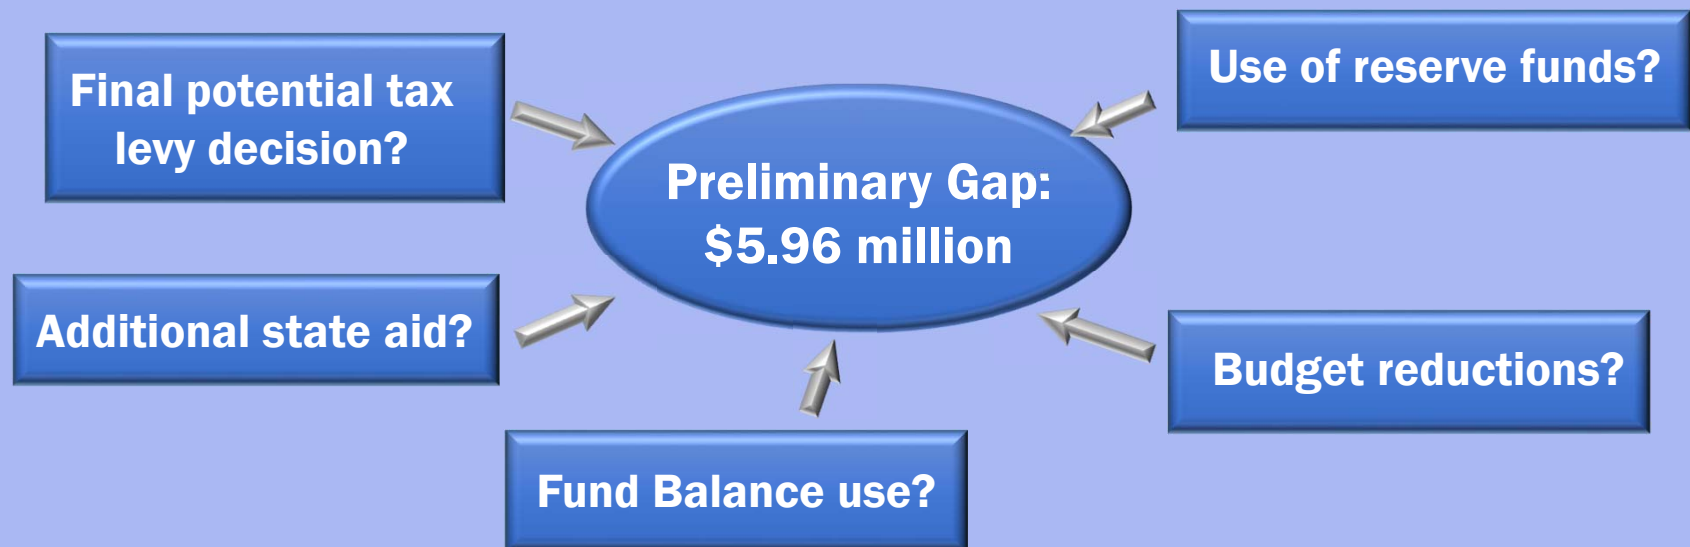 Final potential tax
levy decision?
Use of reserve funds?
Preliminary Gap:
$5.96 million
Additional state aid?
Budget reductions?
Fund Balance use?